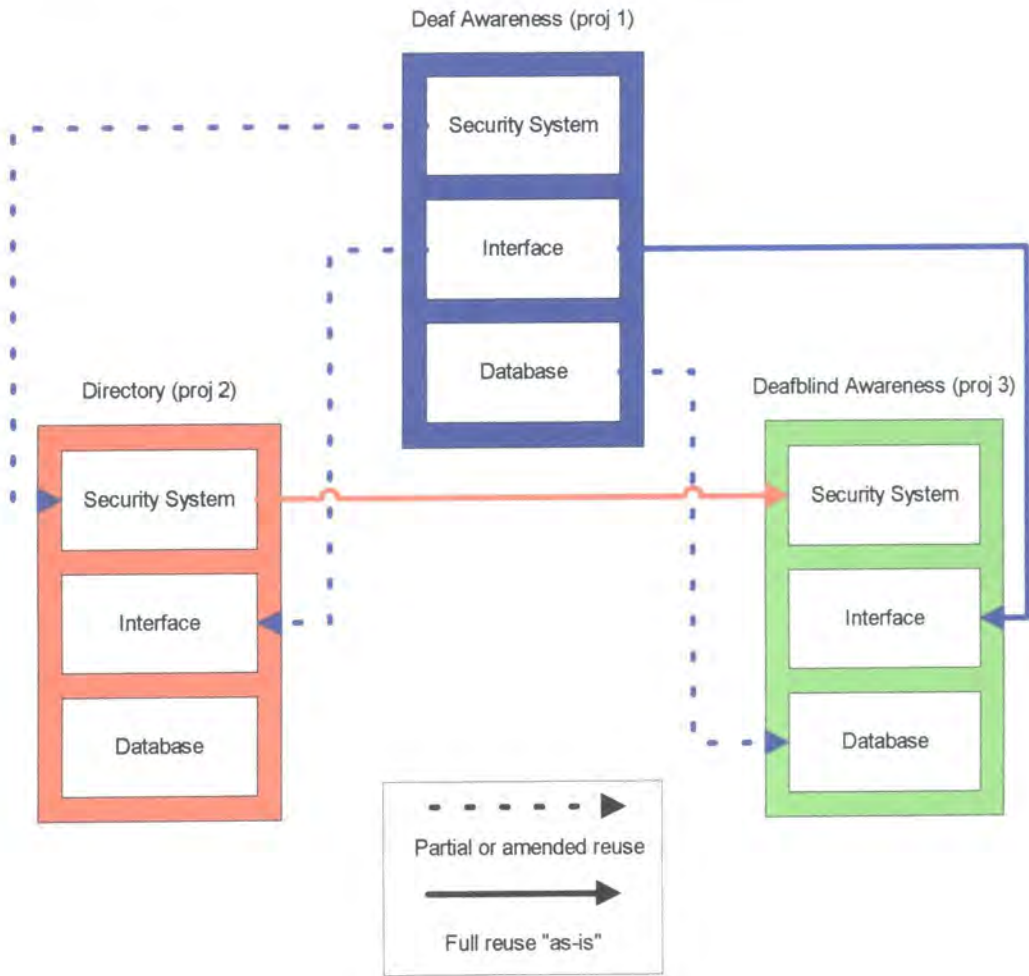 Deaf Awareness (proj 1)
Security System
Interface
Database
Directory (proj 2)
Security System
Interface
Database
Deafblind Awareness (proj 3)
Security System
Interface
Database
Partial or amended reuse
Full reuse "as-is"